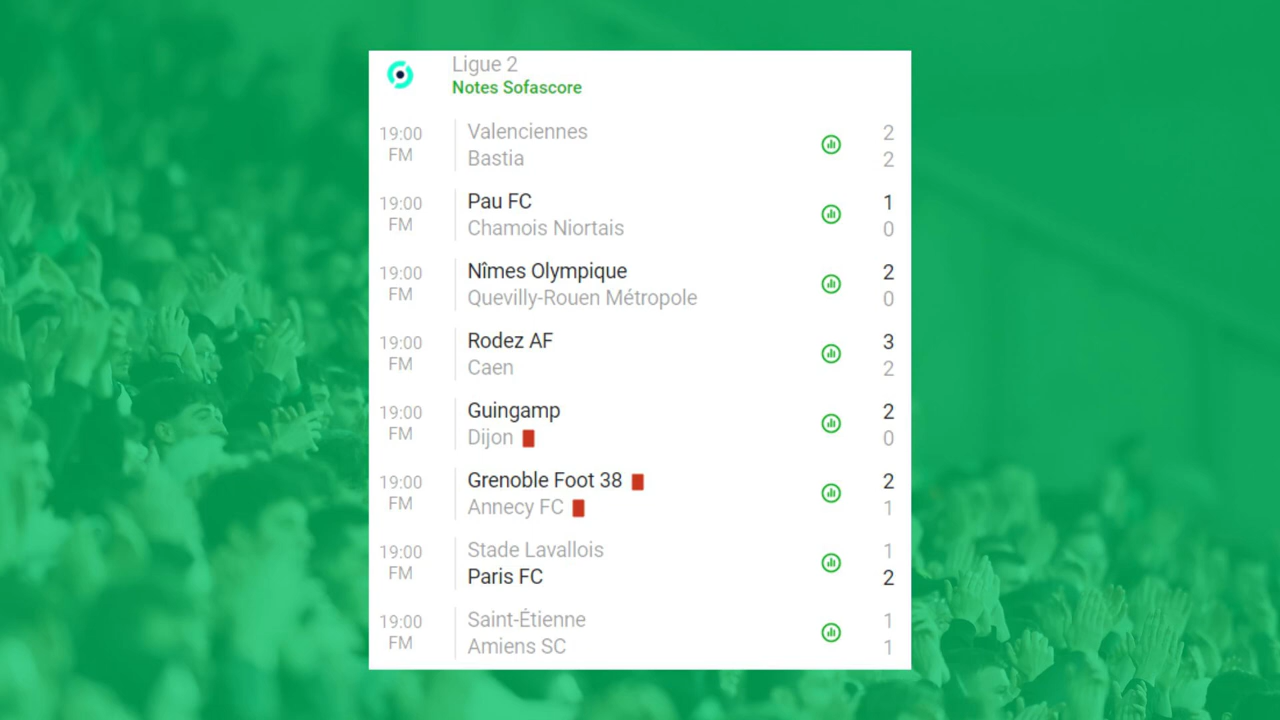 Ligue 2
Notes Sofascore
19:00 Valenciennes 2
FM Bastia 2
19:00 Pau FC 1
FM Chamois Niortais 0
19:00 Nîmes Olympique 2
FM Quevilly-Rouen Métropole 0
19:00 Rodez AF 3
FM Caen 2
19:00 Guingamp 2
FM Dijon 0
19:00 Grenoble Foot 38 2
FM Annecy FC 1
19:00 Stade Lavallois 1
FM Paris FC 2
19:00 Saint-Étienne 1
FM Amiens SC 1